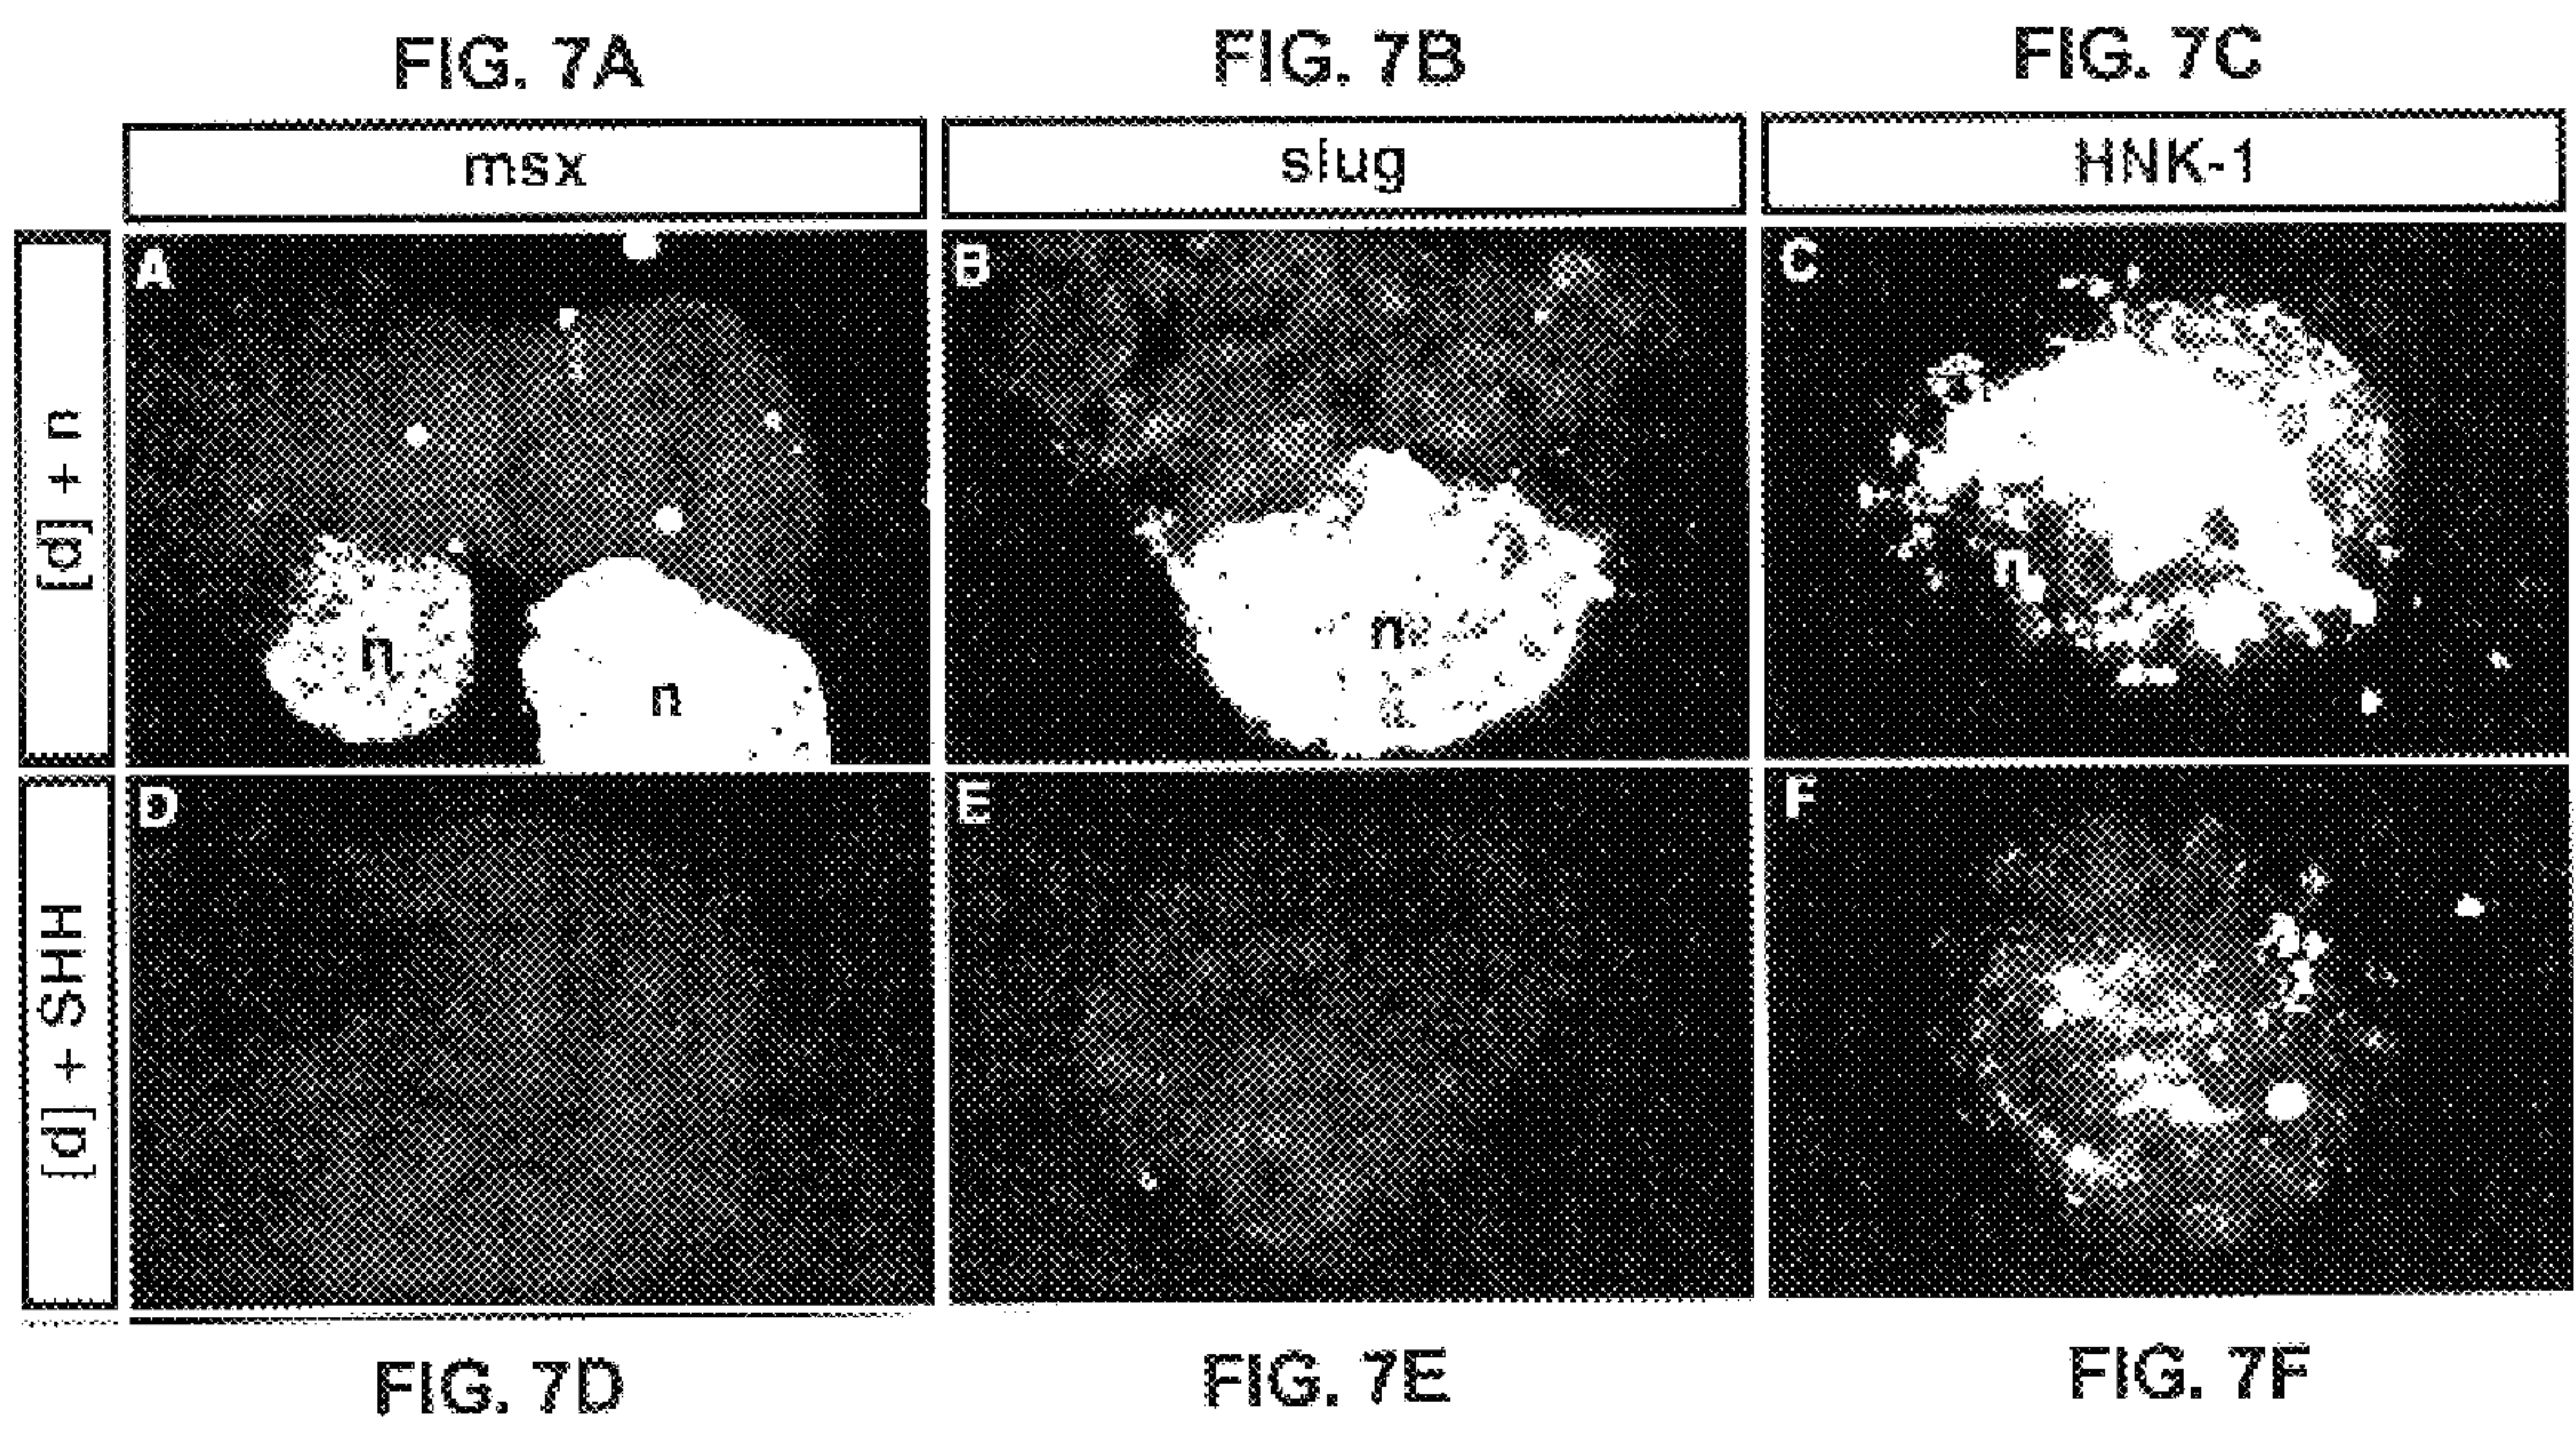 FIG. 7A
FIG. 7B
FIG. 7C
msx
slug
HNK-1
[d] + n
A
n
n
B
n
C
n
[d] + SHH
D
E
F
FIG. 7D
FIG. 7E
FIG. 7F